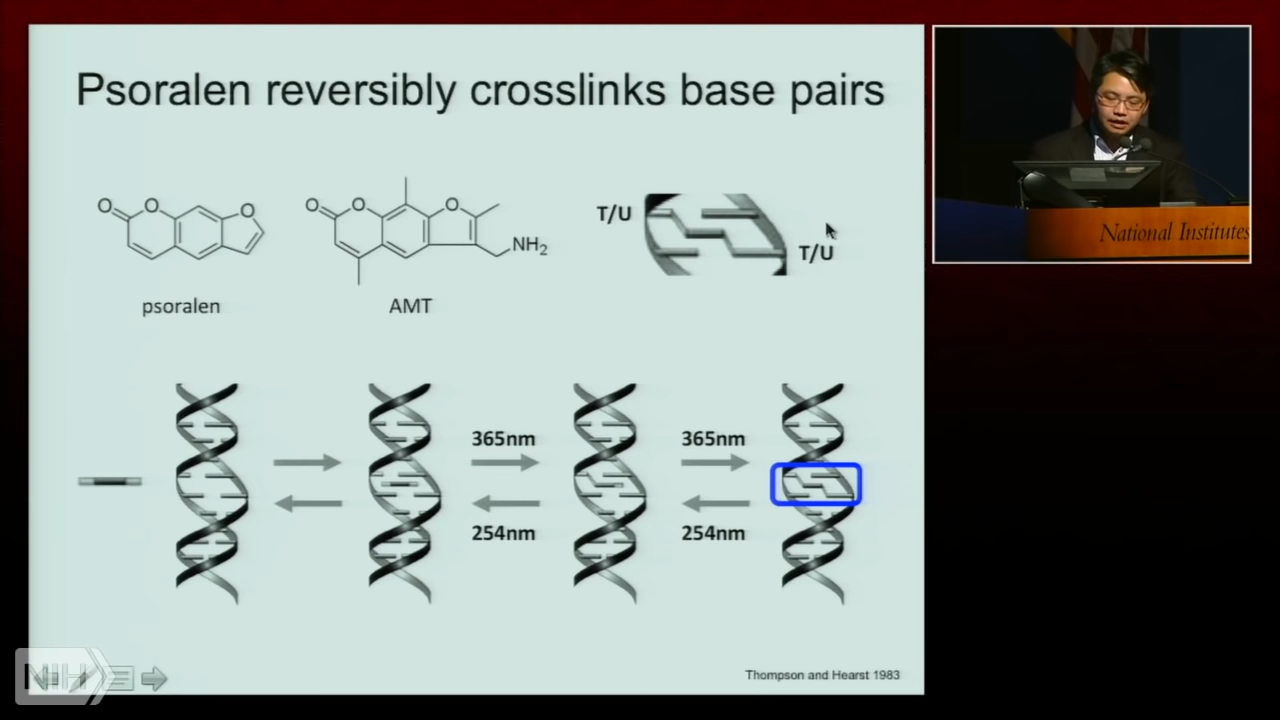 Psoralen reversibly crosslinks base pairs
O O O
O O O
NH2
T/U
T/U
psoralen
AMT
365nm
365nm
254nm
254nm
Thompson and Hearst 1983
NIH
National Institutes